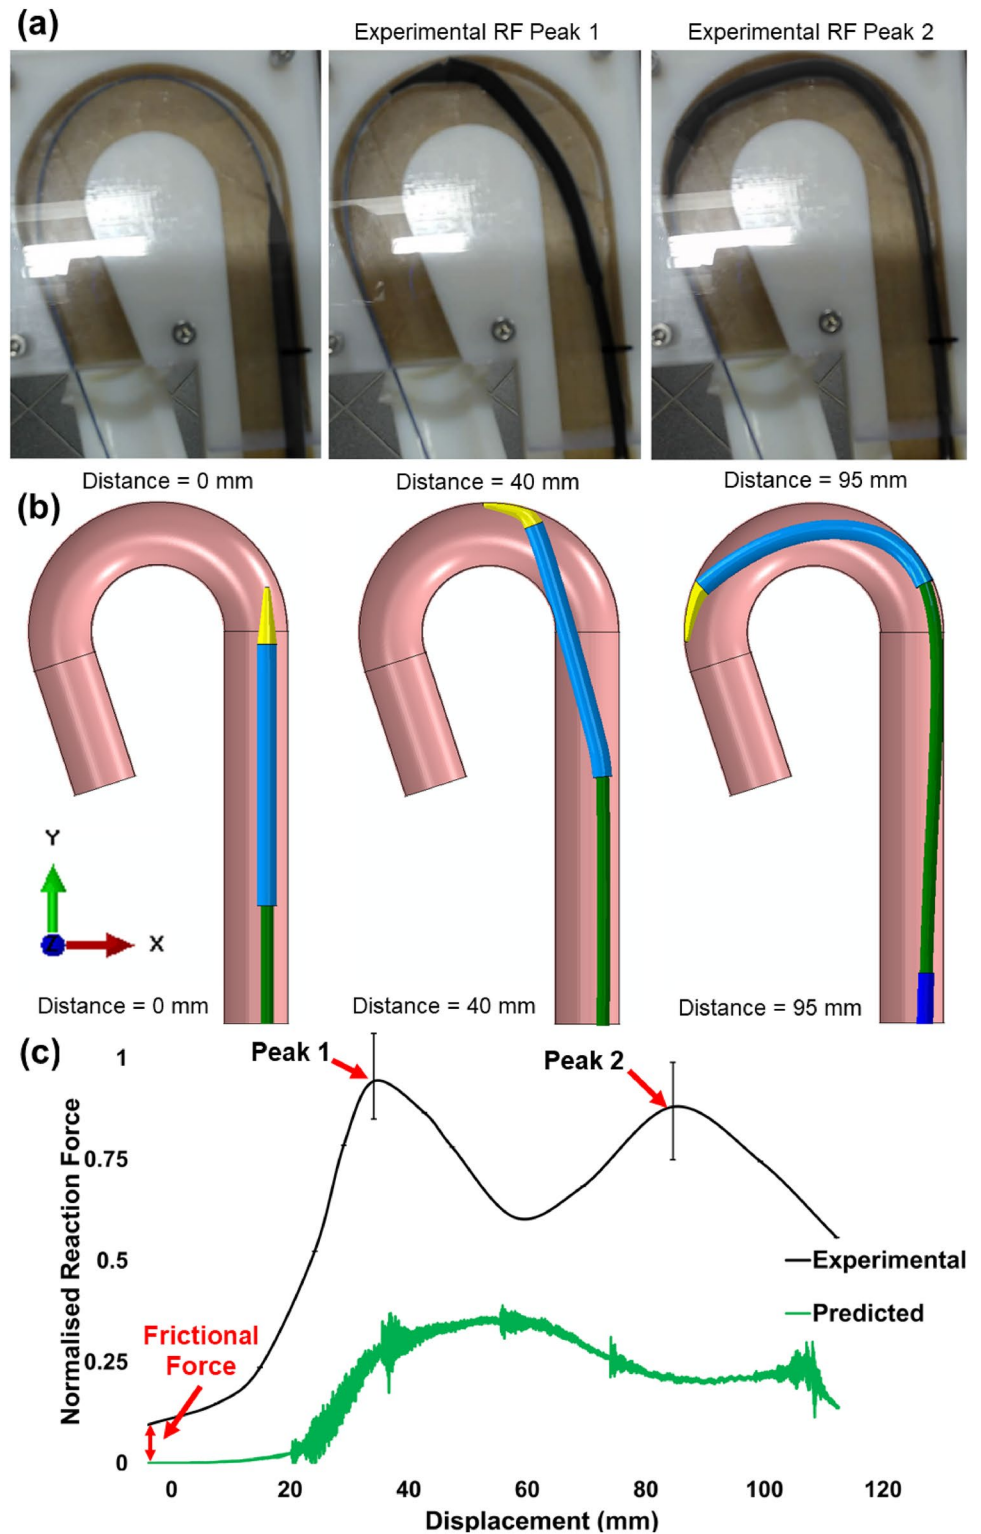 (a)
Experimental RF Peak 1
Experimental RF Peak 2
Distance = 0 mm
Distance = 40 mm
Distance = 95 mm
(b)
Y
Z
X
Distance = 0 mm
Distance = 40 mm
Distance = 95 mm
(c)
Peak 1
Peak 2
Normalised Reaction Force
1
0.75
0.5
0.25
0
Experimental
Predicted
Frictional
Force
0 20 40 60 80 100 120
Displacement (mm)